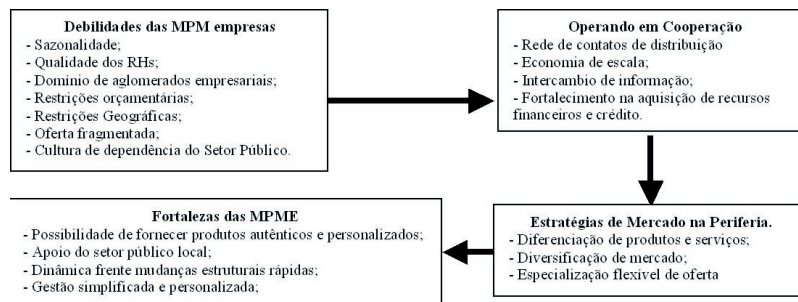 Debilidades das MPM empresas
- Sazonalidade;
- Qualidade dos RHs;
- Dominio de aglomerados empresariais;
- Restrições orçamentárias;
- Restrições Geográficas;
- Oferta fragmentada;
- Cultura de dependência do Setor Público.
Operando em Cooperação
- Rede de contatos de distribuição
- Economia de escala;
- Intercambio de informação;
- Fortalecimento na aquisição de recursos
financeiros e crédito.
Estratégias de Mercado na Periferia.
- Diferenciação de produtos e serviços;
- Diversificação de mercado;
- Especialização flexível de oferta
Fortalezas das MPME
- Possibilidade de fornecer produtos autênticos e personalizados;
- Apoio do setor público local;
- Dinâmica frente mudanças estruturais rápidas;
- Gestão simplificada e personalizada;